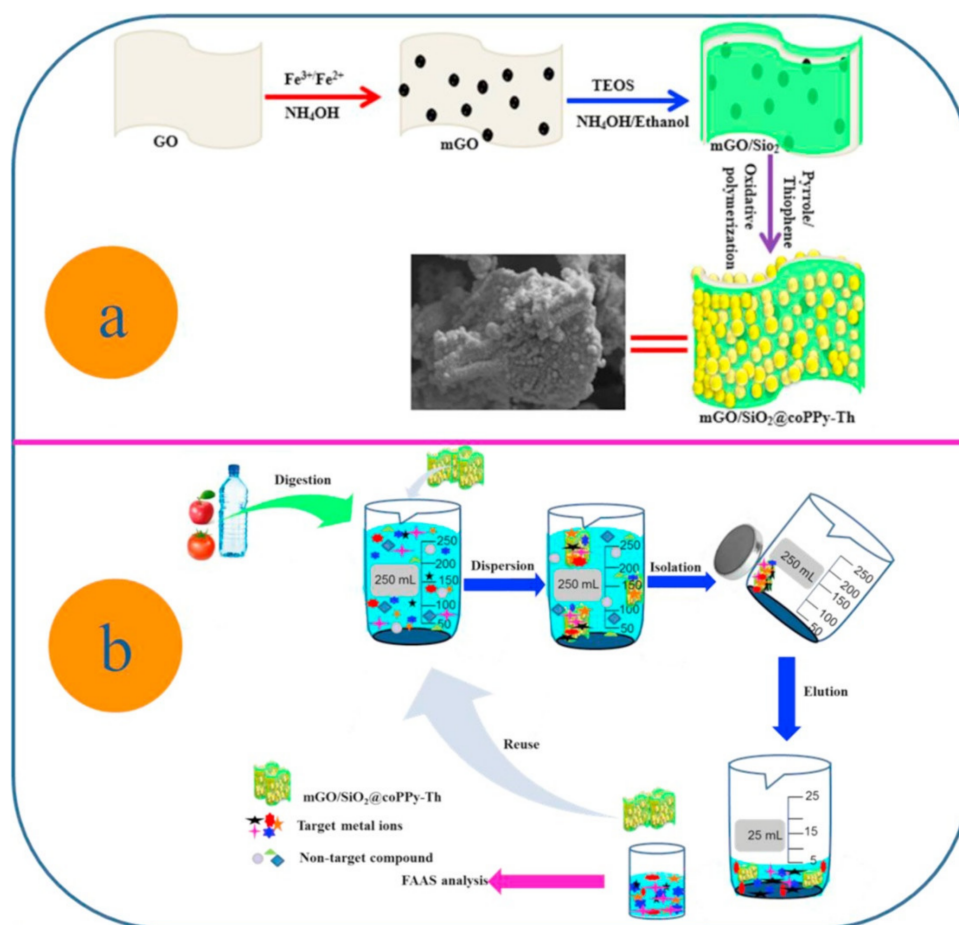 a
GO
Fe³⁺/Fe²⁺
NH₄OH
mGO
TEOS
NH₄OH/Ethanol
mGO/Sio₂
Pyrrole/
Thiophene
Oxidative
polymerization
mGO/SiO₂@coPPy-Th
b
Digestion
250
200
150
100
50
250 mL
Dispersion
250
200
150
100
50
250 mL
Isolation
250 mL
250
200
150
100
50
Elution
25
15
5
25 mL
Reuse
mGO/SiO₂@coPPy-Th
Target metal ions
Non-target compound
FAAS analysis